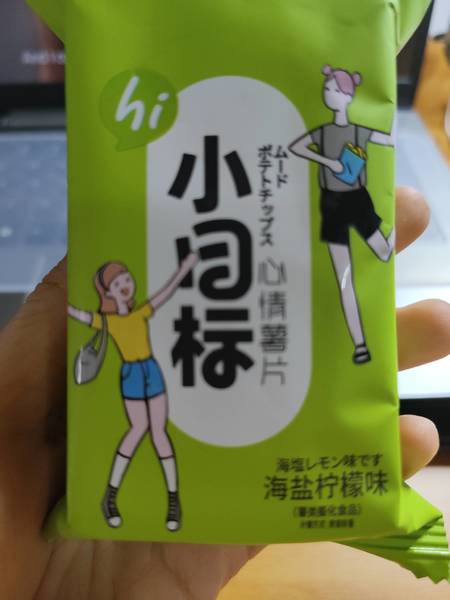 hi
小目标
ムード
ポテトチップス
心情薯片
海塩レモン味です
海盐柠檬味
(薯类膨化食品)